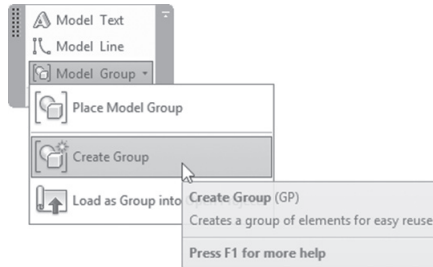 Model Text
Model Line
Model Group
Place Model Group
Create Group
Load as Group into
Create Group (GP)
Creates a group of elements for easy reuse
Press F1 for more help